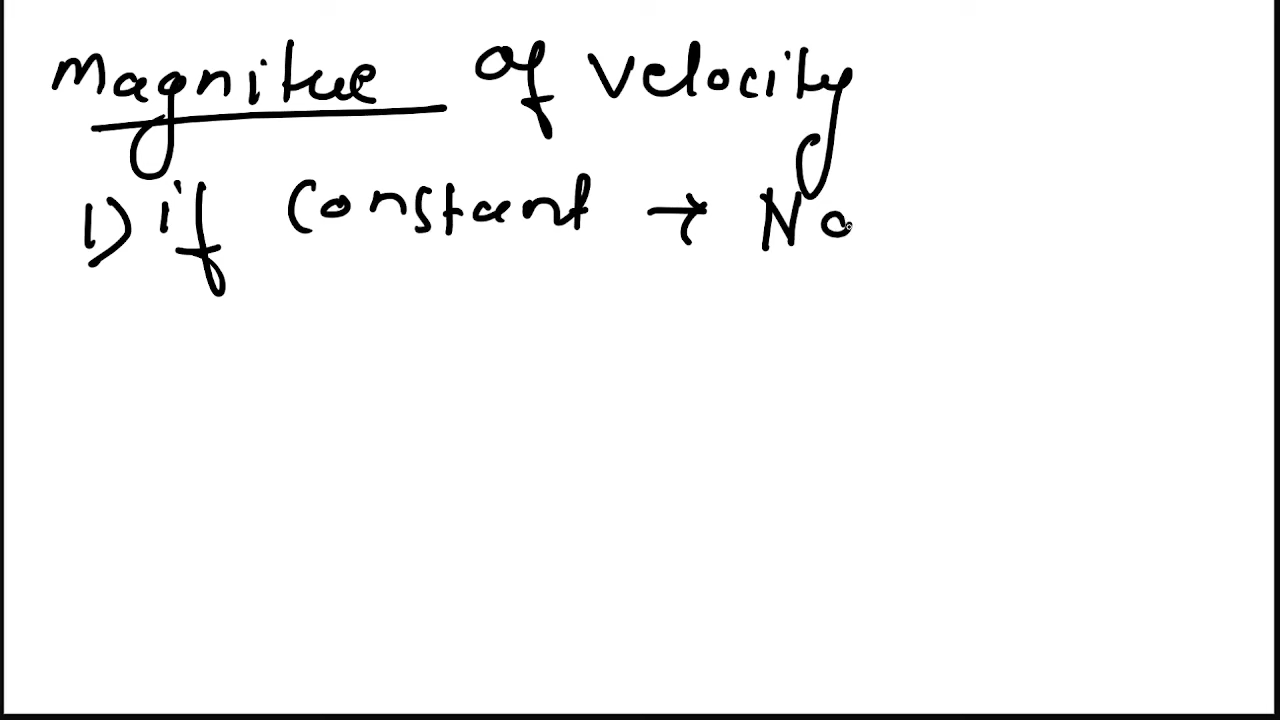 Magnitue of velocity
1) if constant → No